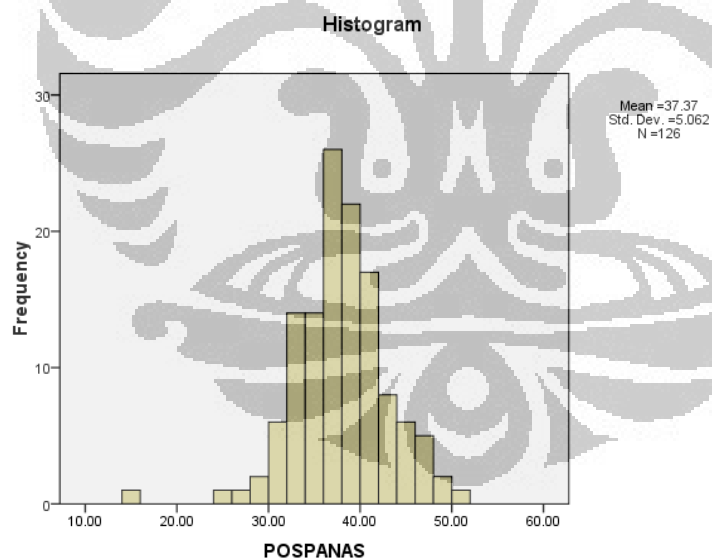 Histogram
Mean =37.37
Std. Dev. =5.062
N =126
Frequency
30
20
10
0
10.00 20.00 30.00 40.00 50.00 60.00
POSPANAS